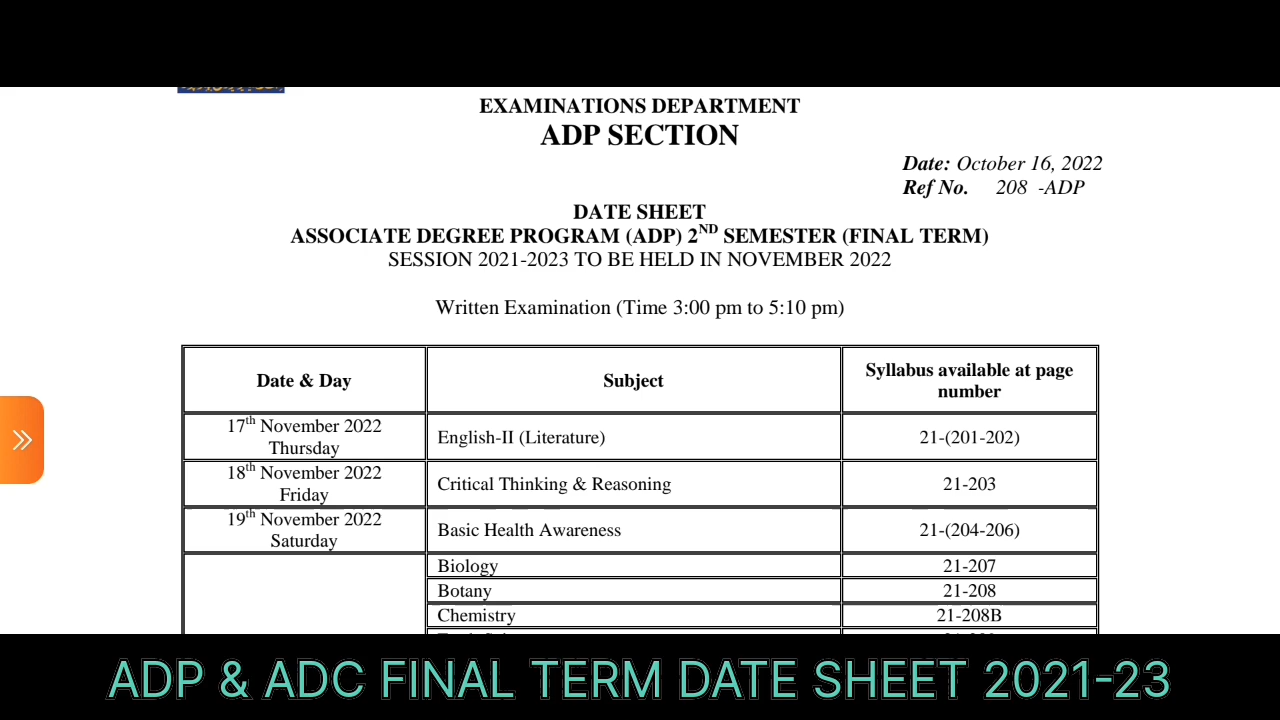 EXAMINATIONS DEPARTMENT
ADP SECTION
Date: October 16, 2022
Ref No. 208 -ADP
DATE SHEET
ASSOCIATE DEGREE PROGRAM (ADP) 2ND SEMESTER (FINAL TERM)
SESSION 2021-2023 TO BE HELD IN NOVEMBER 2022
Written Examination (Time 3:00 pm to 5:10 pm)
Date & Day
Subject
Syllabus available at page
number
17th November 2022
Thursday
English-II (Literature)
21-(201-202)
18th November 2022
Friday
Critical Thinking & Reasoning
21-203
19th November 2022
Saturday
Basic Health Awareness
21-(204-206)
Biology
21-207
Botany
21-208
Chemistry
21-208B
ADP & ADC FINAL TERM DATE SHEET 2021-23